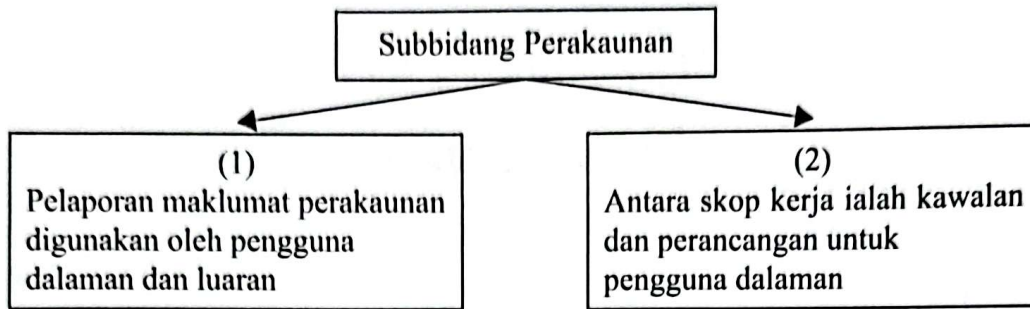 Subbidang Perakaunan
(1)
Pelaporan maklumat perakaunan
digunakan oleh pengguna
dalaman dan luaran
(2)
Antara skop kerja ialah kawalan
dan perancangan untuk
pengguna dalaman